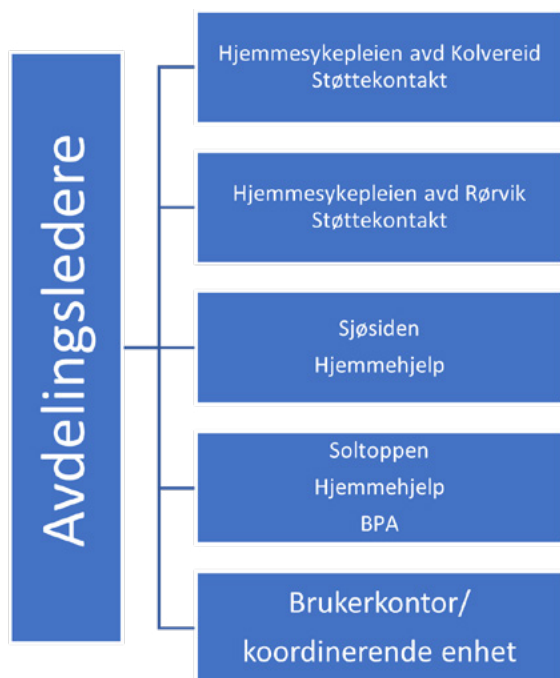 Avdelingsledere
Hjemmesykepleien avd Kolvereid
Støttekontakt
Hjemmesykepleien avd Rørvik
Støttekontakt
Sjøsiden
Hjemmehjelp
Soltoppen
Hjemmehjelp
BPA
Brukerkontor/
koordinerende enhet